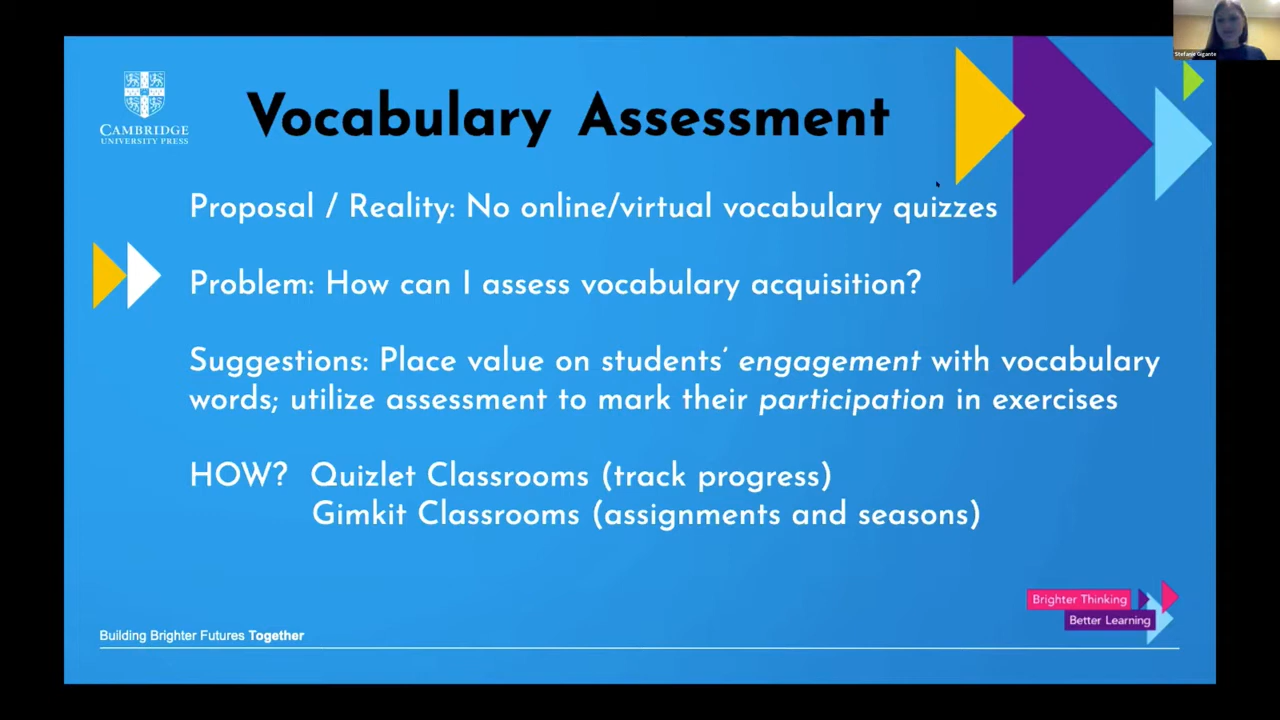 Stefanie Gigante
CAMBRIDGE
UNIVERSITY PRESS
Vocabulary Assessment
Proposal / Reality: No online/virtual vocabulary quizzes
Problem: How can I assess vocabulary acquisition?
Suggestions: Place value on students’ engagement with vocabulary
words; utilize assessment to mark their participation in exercises
HOW? Quizlet Classrooms (track progress)
Gimkit Classrooms (assignments and seasons)
Brighter Thinking
Better Learning
Building Brighter Futures Together